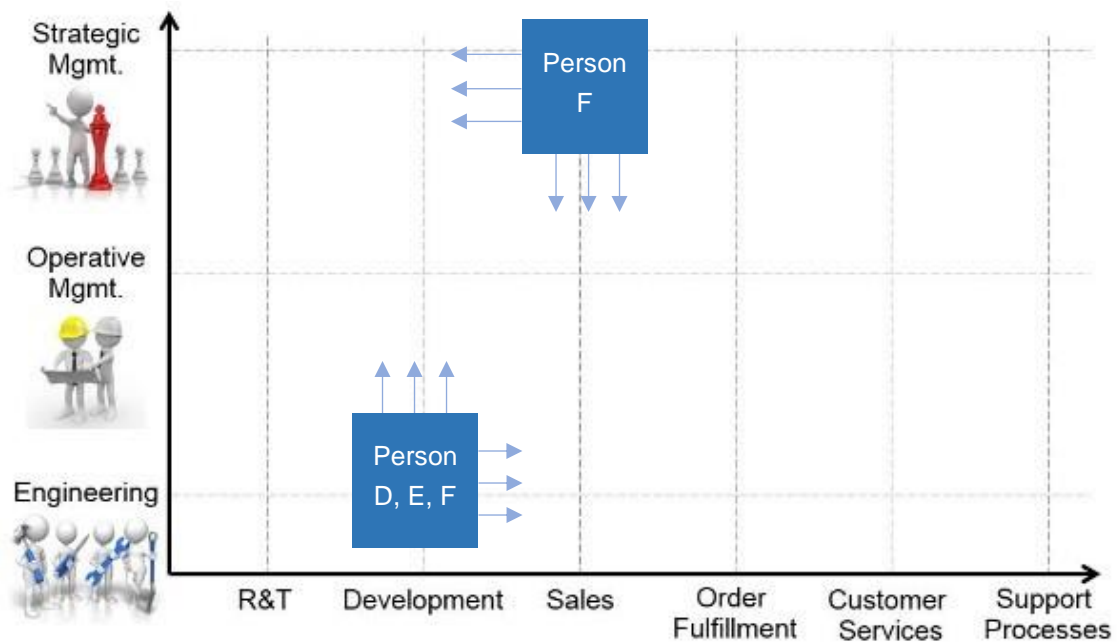 Strategic
Mgmt.
Person
F
Operative
Mgmt.
Person
D, E, F
Engineering
R&T
Development
Sales
Order
Fulfillment
Customer
Services
Support
Processes